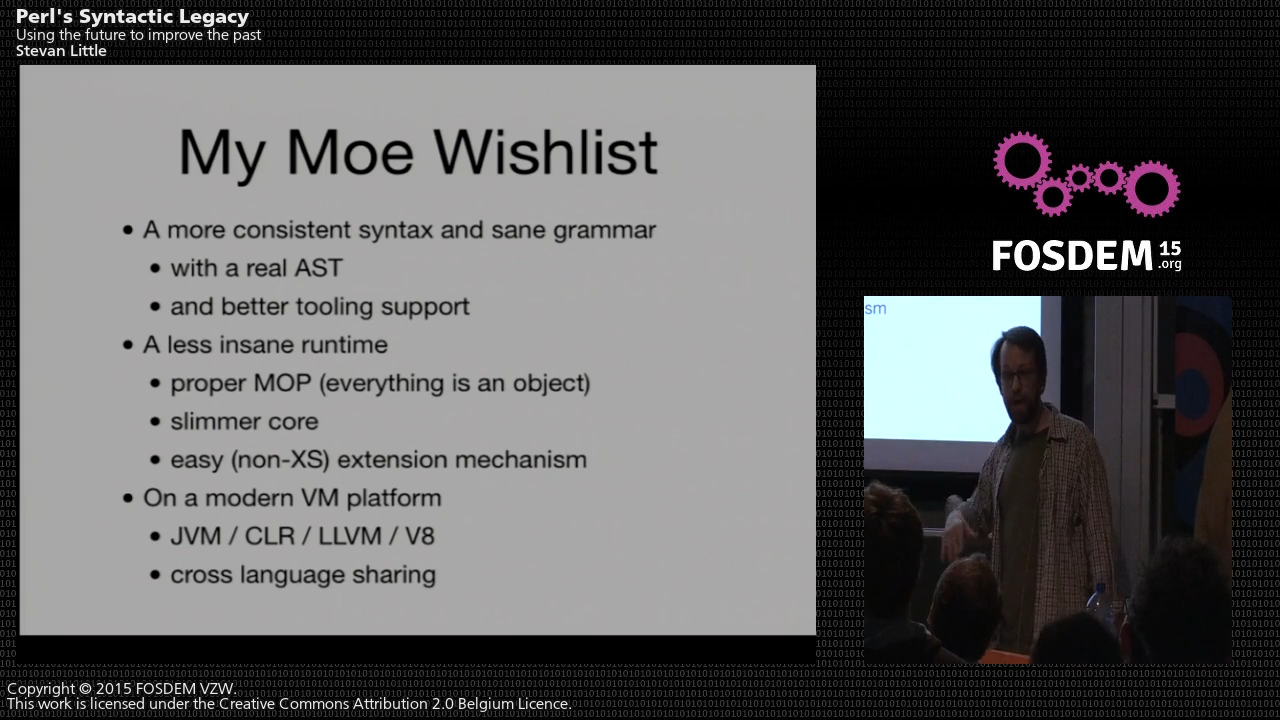 Perl's Syntactic Legacy
Using the future to improve the past
Stevan Little
My Moe Wishlist
• A more consistent syntax and sane grammar
• with a real AST
• and better tooling support
• A less insane runtime
• proper MOP (everything is an object)
• slimmer core
• easy (non-XS) extension mechanism
• On a modern VM platform
• JVM / CLR / LLVM / V8
• cross language sharing
FOSDEM 15
.org
sm
Copyright © 2015 FOSDEM VZW.
This work is licensed under the Creative Commons Attribution 2.0 Belgium Licence.